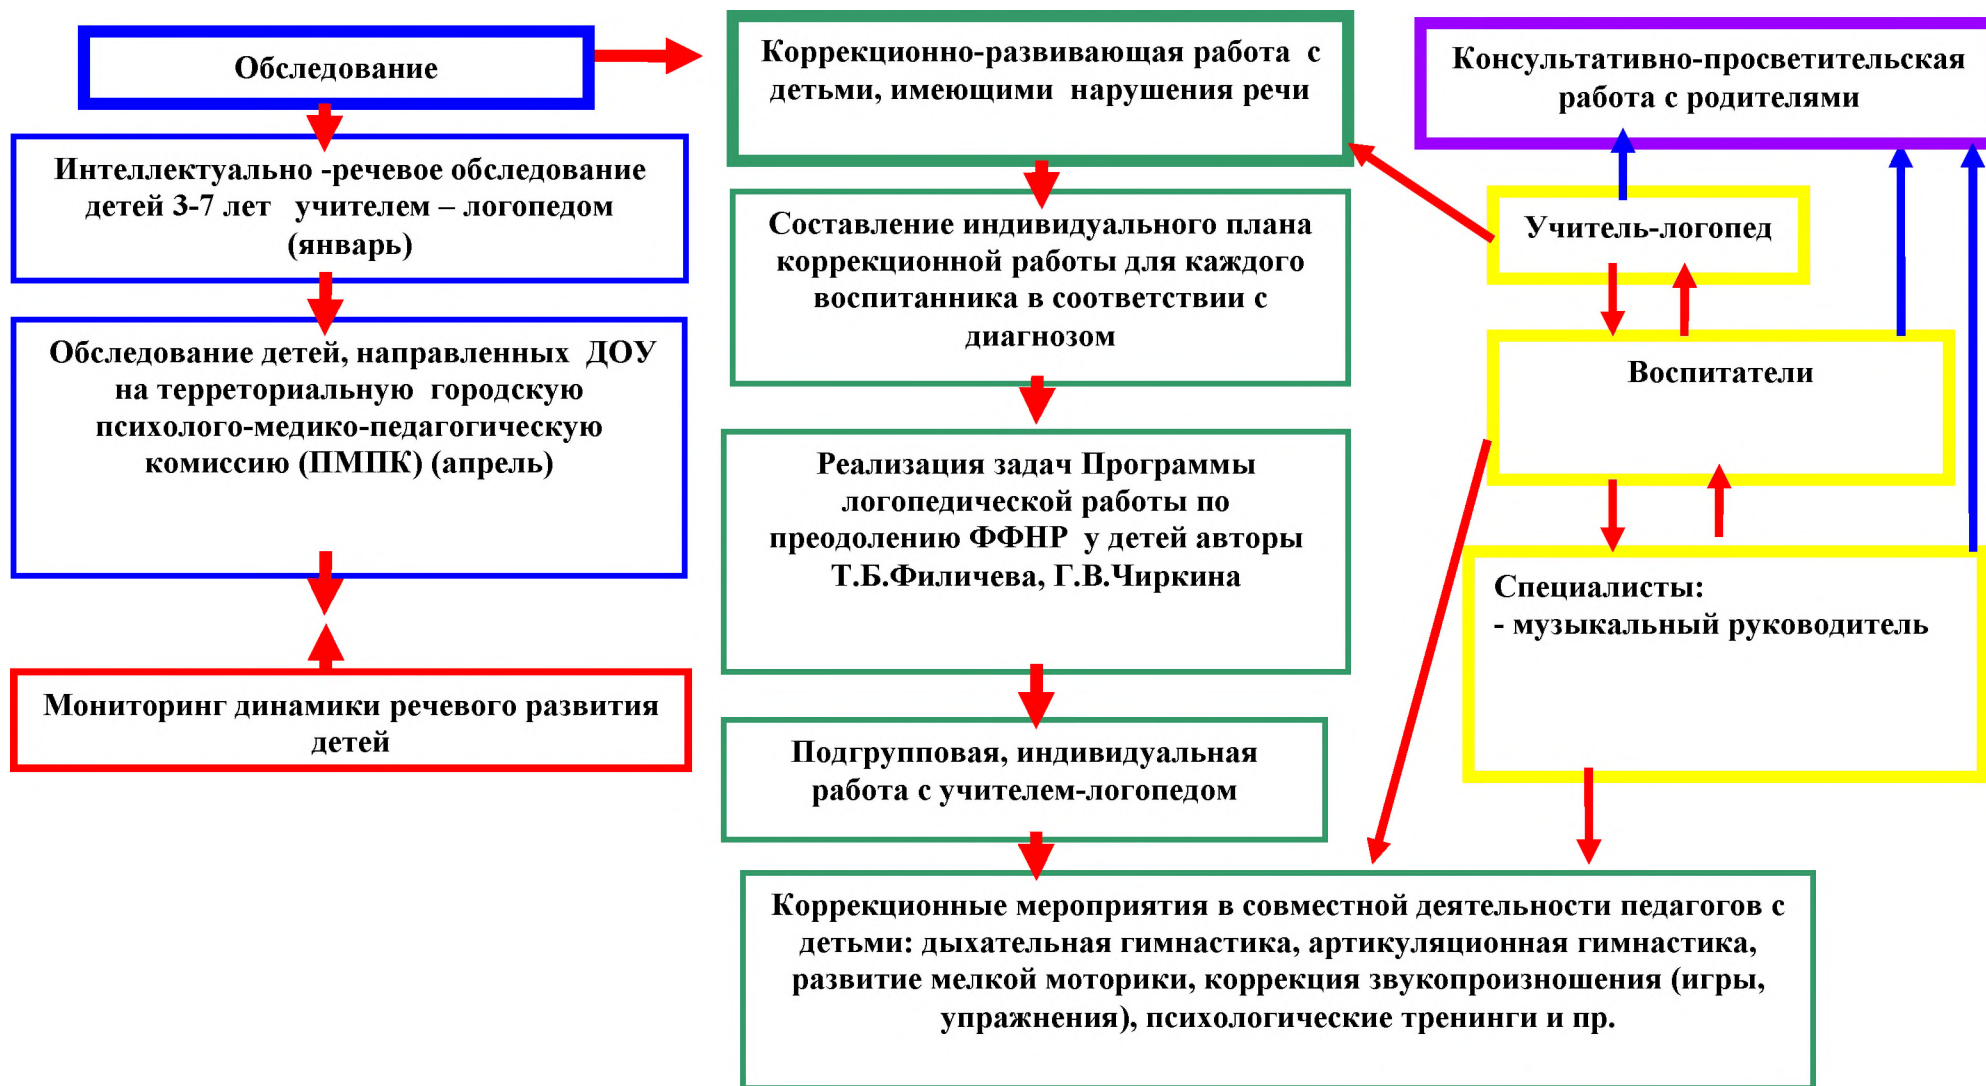 Обследование
Интеллектуально -речевое обследование
детей 3-7 лет учителем – логопедом
(январь)
Обследование детей, направленных ДОУ
на терреториальную городскую
психолого-медико-педагогическую
комиссию (ПМПК) (апрель)
Мониторинг динамики речевого развития
детей
Коррекционно-развивающая работа с
детьми, имеющими нарушения речи
Составление индивидуального плана
коррекционной работы для каждого
воспитанника в соответствии с
диагнозом
Реализация задач Программы
логопедической работы по
преодолению ФФНР у детей авторы
Т.Б.Филичева, Г.В.Чиркина
Подгрупповая, индивидуальная
работа с учителем-логопедом
Коррекционные мероприятия в совместной деятельности педагогов с
детьми: дыхательная гимнастика, артикуляционная гимнастика,
развитие мелкой моторики, коррекция звукопроизношения (игры,
упражнения), психологические тренинги и пр.
Консультативно-просветительская
работа с родителями
Учитель-логопед
Воспитатели
Специалисты:
- музыкальный руководитель